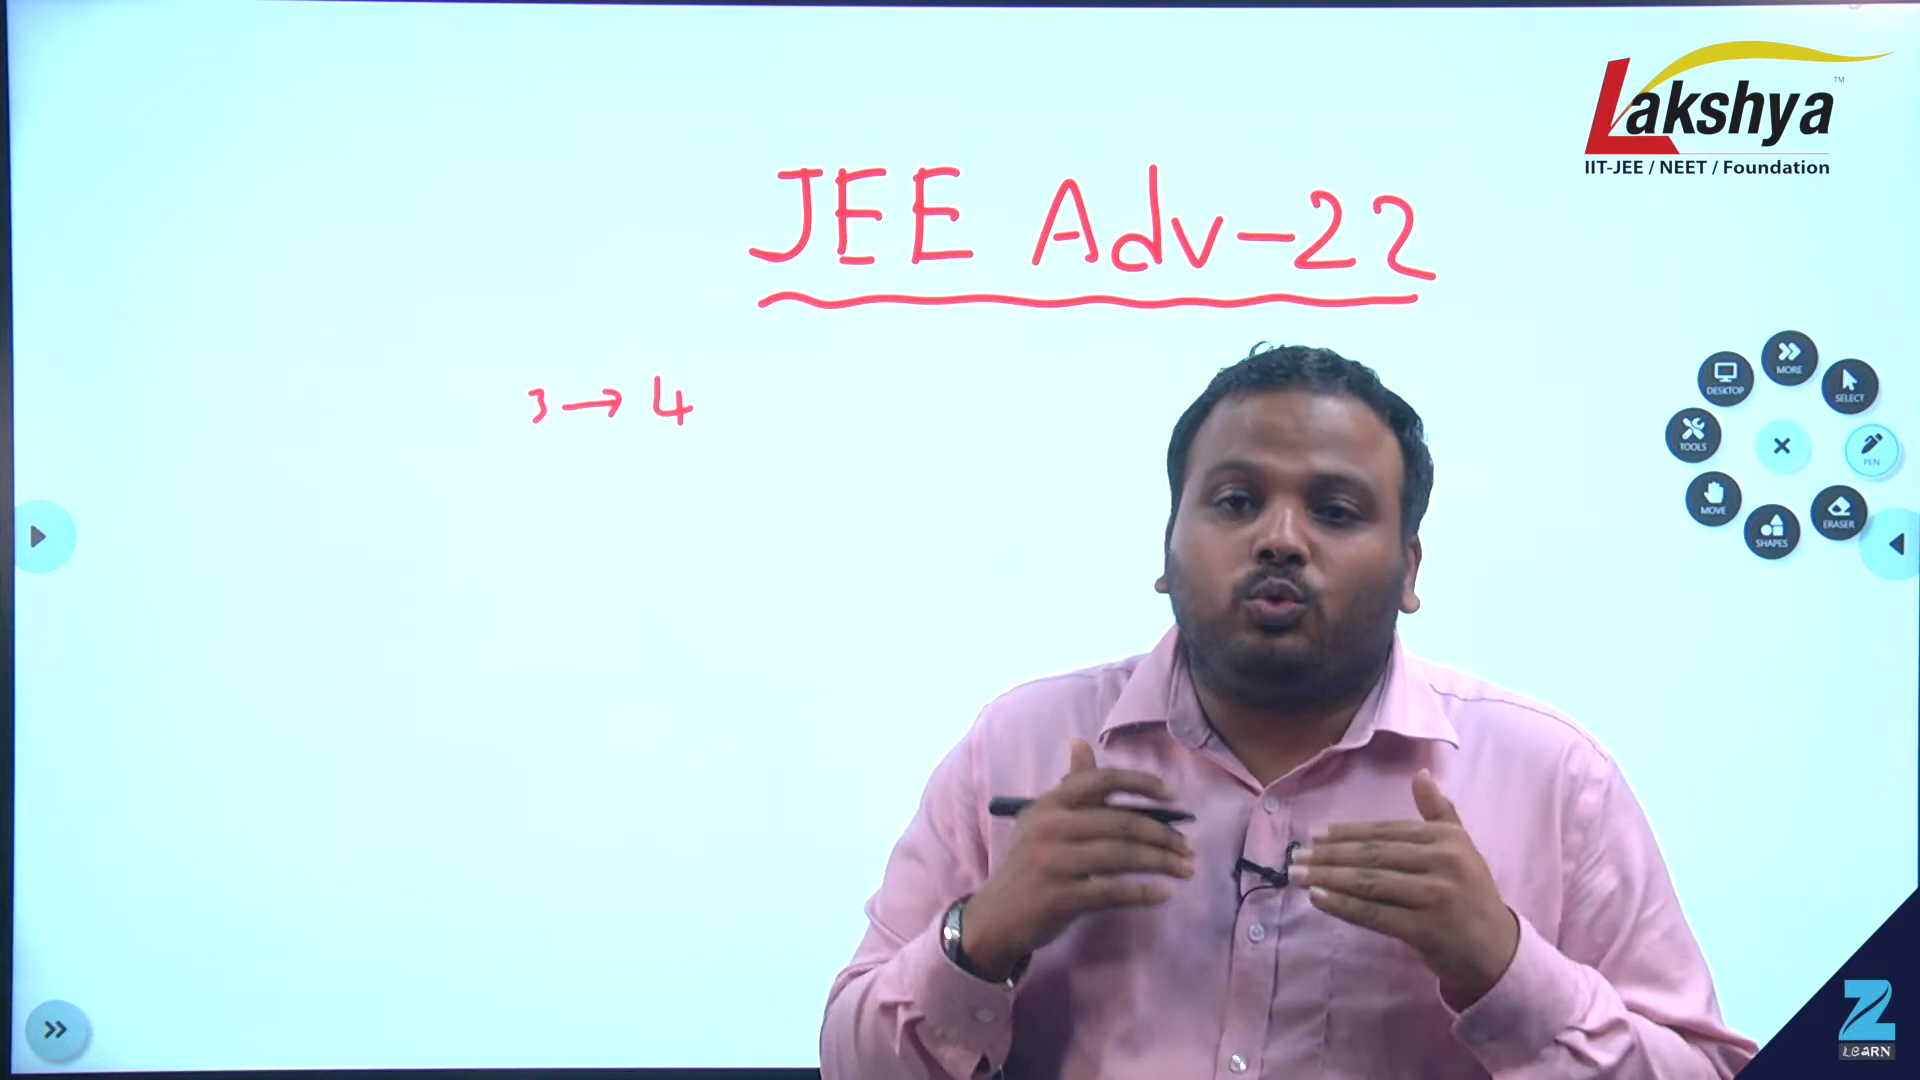 Lakshya TM
IIT-JEE / NEET / Foundation
JEE Adv-22
3 → 4
MORE
DESKTOP
SELECT
TOOLS
PEN
MOVE
ERASER
SHAPES
Z
LEARN